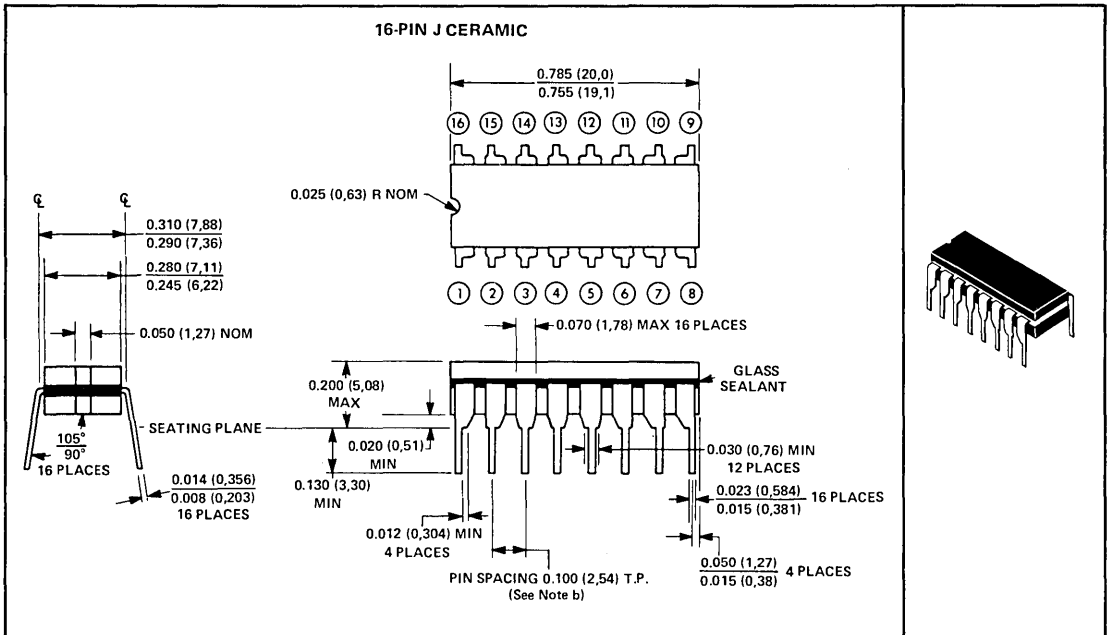 16-PIN J CERAMIC
0.785 (20,0)
0.755 (19,1)
16 15 14 13 12 11 10 9
0.025 (0,63) R NOM
℄ ℄
0.310 (7,88)
0.290 (7,36)
0.280 (7,11)
0.245 (6,22)
1 2 3 4 5 6 7 8
0.050 (1,27) NOM
0.070 (1,78) MAX 16 PLACES
0.200 (5,08)
MAX
GLASS
SEALANT
SEATING PLANE
105°
90°
16 PLACES
0.020 (0,51)
MIN
0.030 (0,76) MIN
12 PLACES
0.014 (0,356)
0.008 (0,203)
16 PLACES
0.130 (3,30)
MIN
0.023 (0,584)
0.015 (0,381)
16 PLACES
0.012 (0,304) MIN
4 PLACES
0.050 (1,27)
0.015 (0,38)
4 PLACES
PIN SPACING 0.100 (2,54) T.P.
(See Note b)